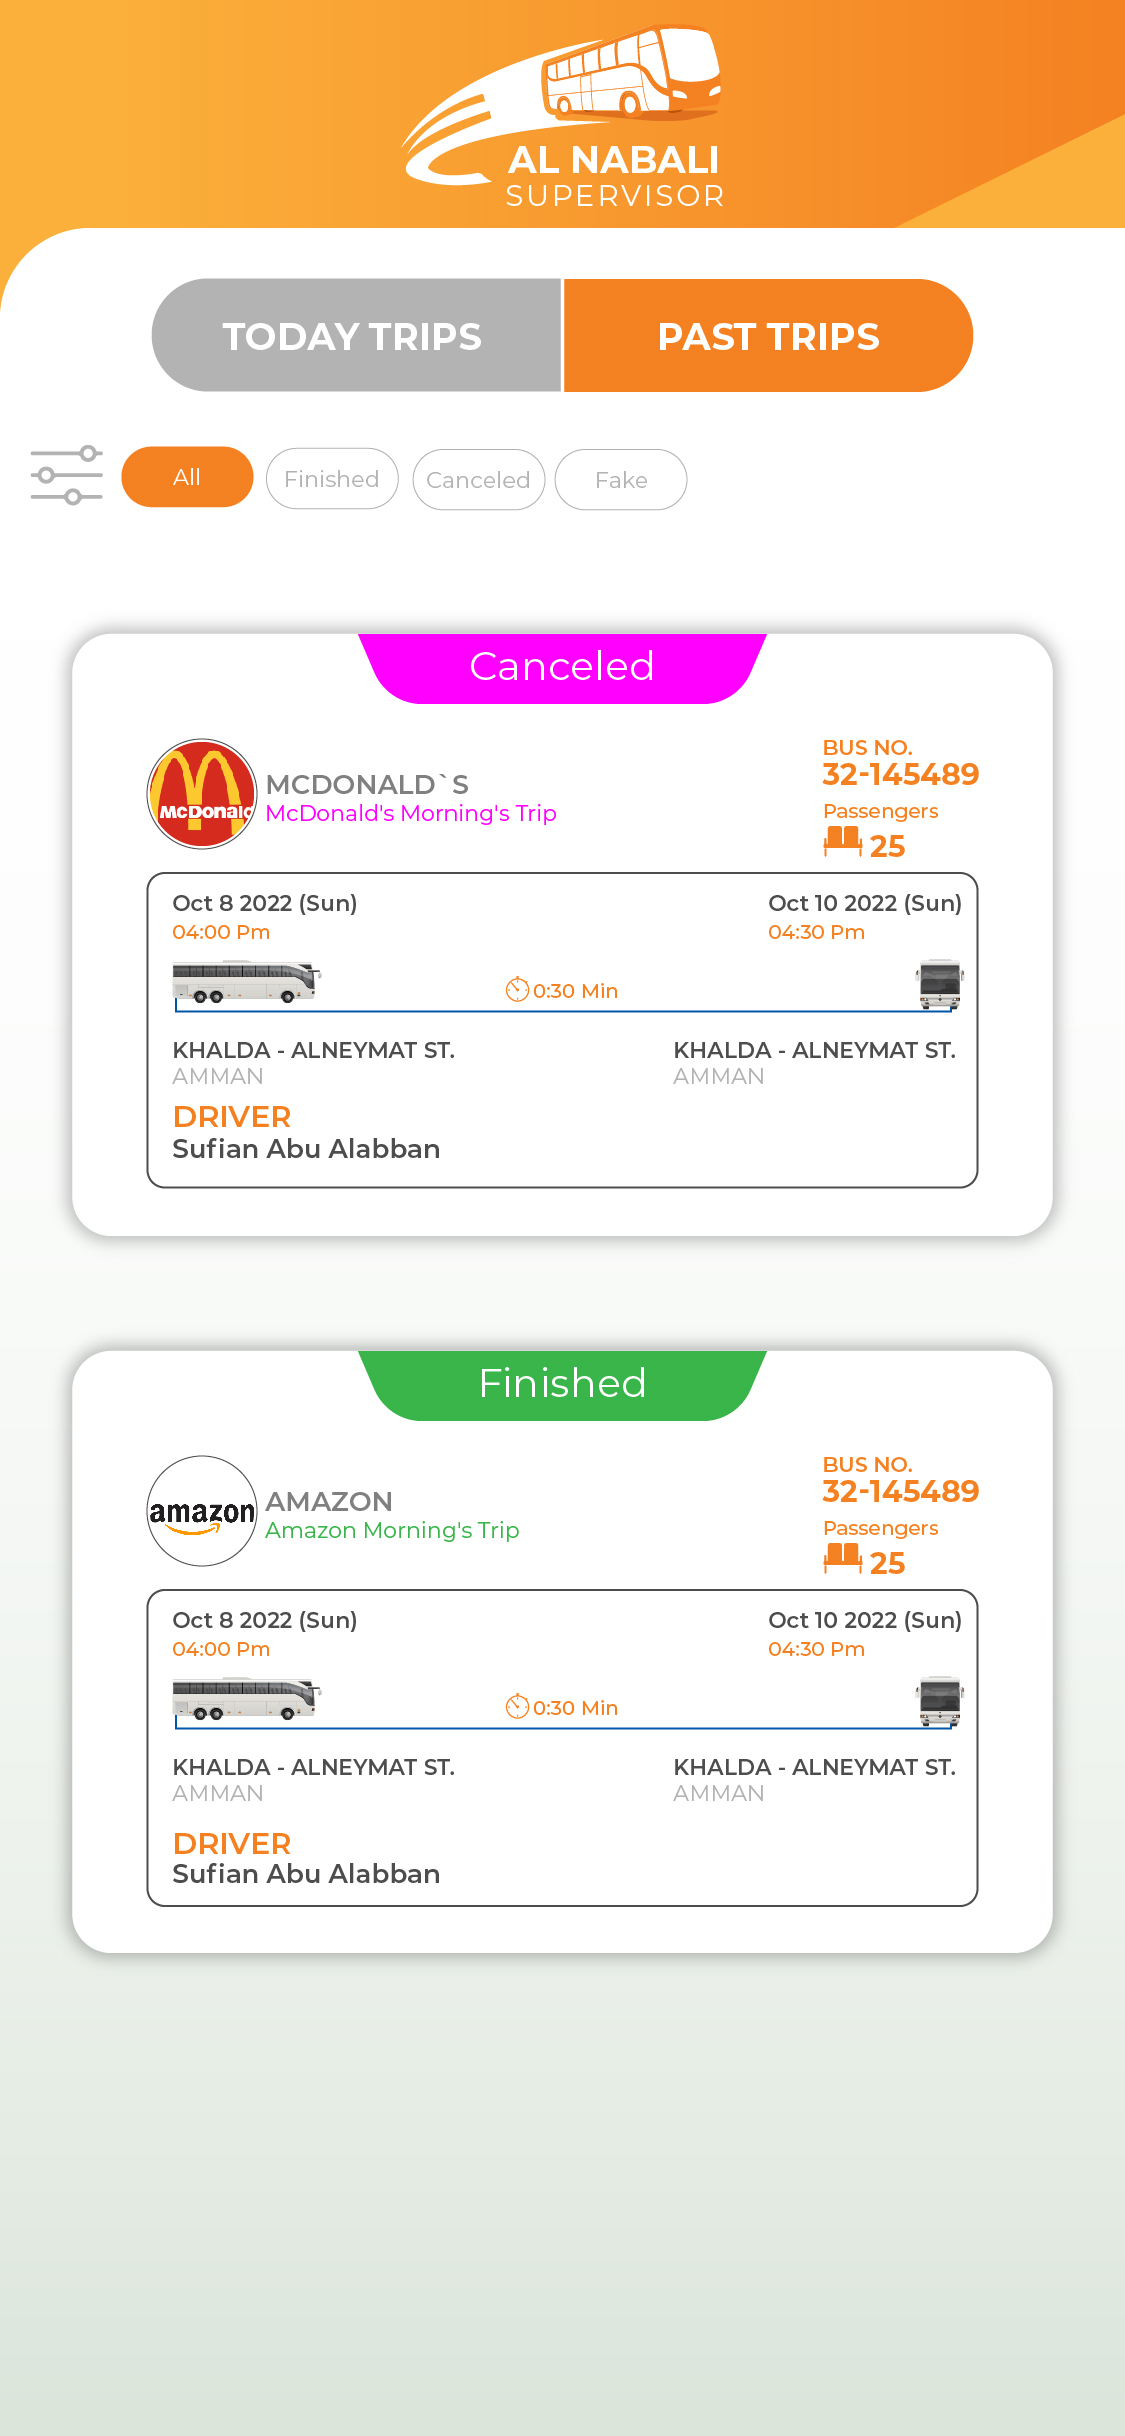 AL NABALI
SUPERVISOR
TODAY TRIPS
PAST TRIPS
All
Finished
Canceled
Fake
Canceled
McDonald
MCDONALD`S
McDonald's Morning's Trip
BUS NO.
32-145489
Passengers
25
Oct 8 2022 (Sun)
04:00 Pm
Oct 10 2022 (Sun)
04:30 Pm
0:30 Min
KHALDA - ALNEYMAT ST.
AMMAN
KHALDA - ALNEYMAT ST.
AMMAN
DRIVER
Sufian Abu Alabban
Finished
amazon
AMAZON
Amazon Morning's Trip
BUS NO.
32-145489
Passengers
25
Oct 8 2022 (Sun)
04:00 Pm
Oct 10 2022 (Sun)
04:30 Pm
0:30 Min
KHALDA - ALNEYMAT ST.
AMMAN
KHALDA - ALNEYMAT ST.
AMMAN
DRIVER
Sufian Abu Alabban